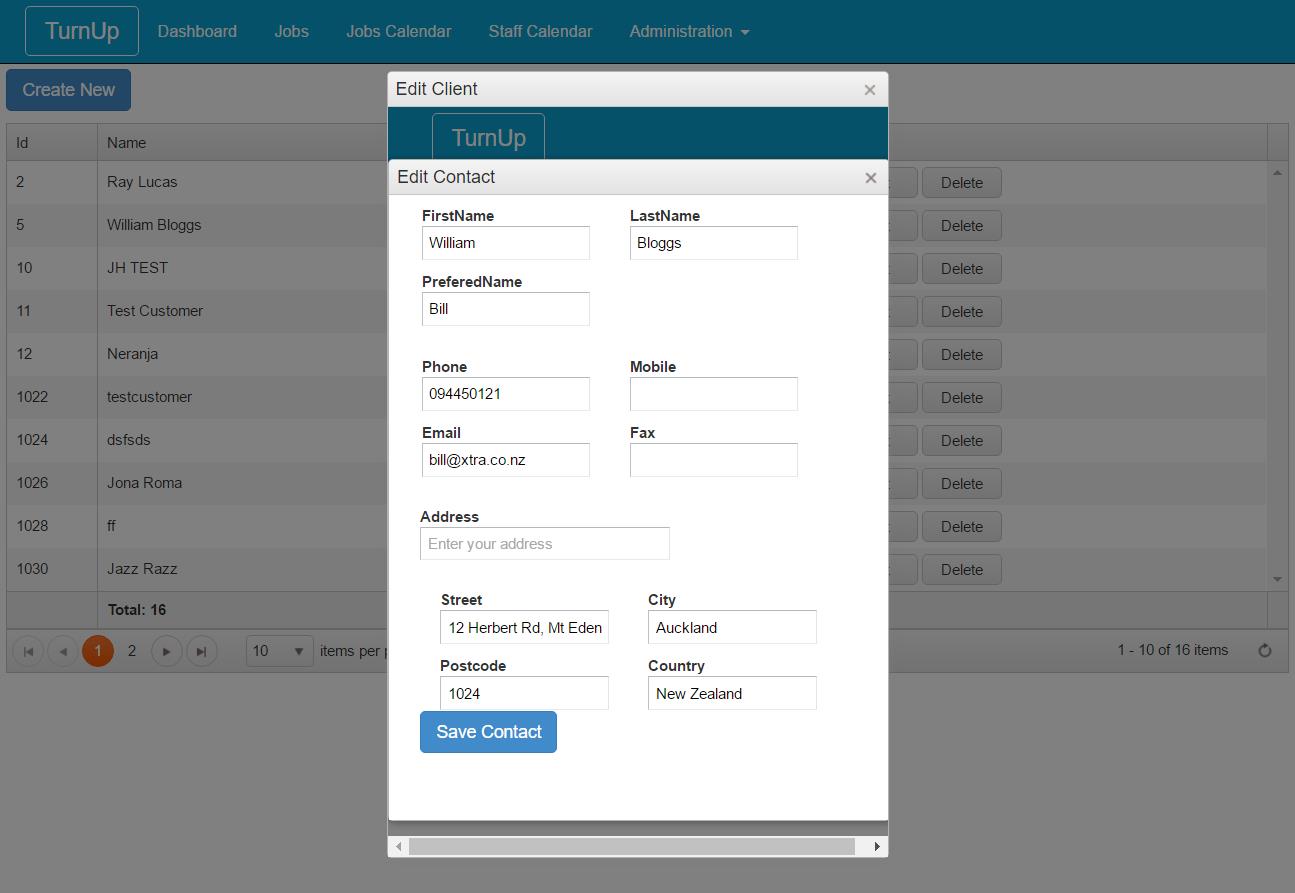 TurnUp Dashboard Jobs Jobs Calendar Staff Calendar Administration
Create New
Edit Client ×
TurnUp
Id Name
Edit Contact ×
2 Ray Lucas Delete
5 William Bloggs Delete
10 JH TEST Delete
11 Test Customer Delete
12 Neranja Delete
1022 testcustomer Delete
1024 dsfsds Delete
1026 Jona Roma Delete
1028 ff Delete
1030 Jazz Razz Delete
Total: 16
1 2 10 items per
1 - 10 of 16 items
FirstName LastName
William Bloggs
PreferedName
Bill
Phone Mobile
094450121
Email Fax
bill@xtra.co.nz
Address
Enter your address
Street City
12 Herbert Rd, Mt Eden Auckland
Postcode Country
1024 New Zealand
Save Contact